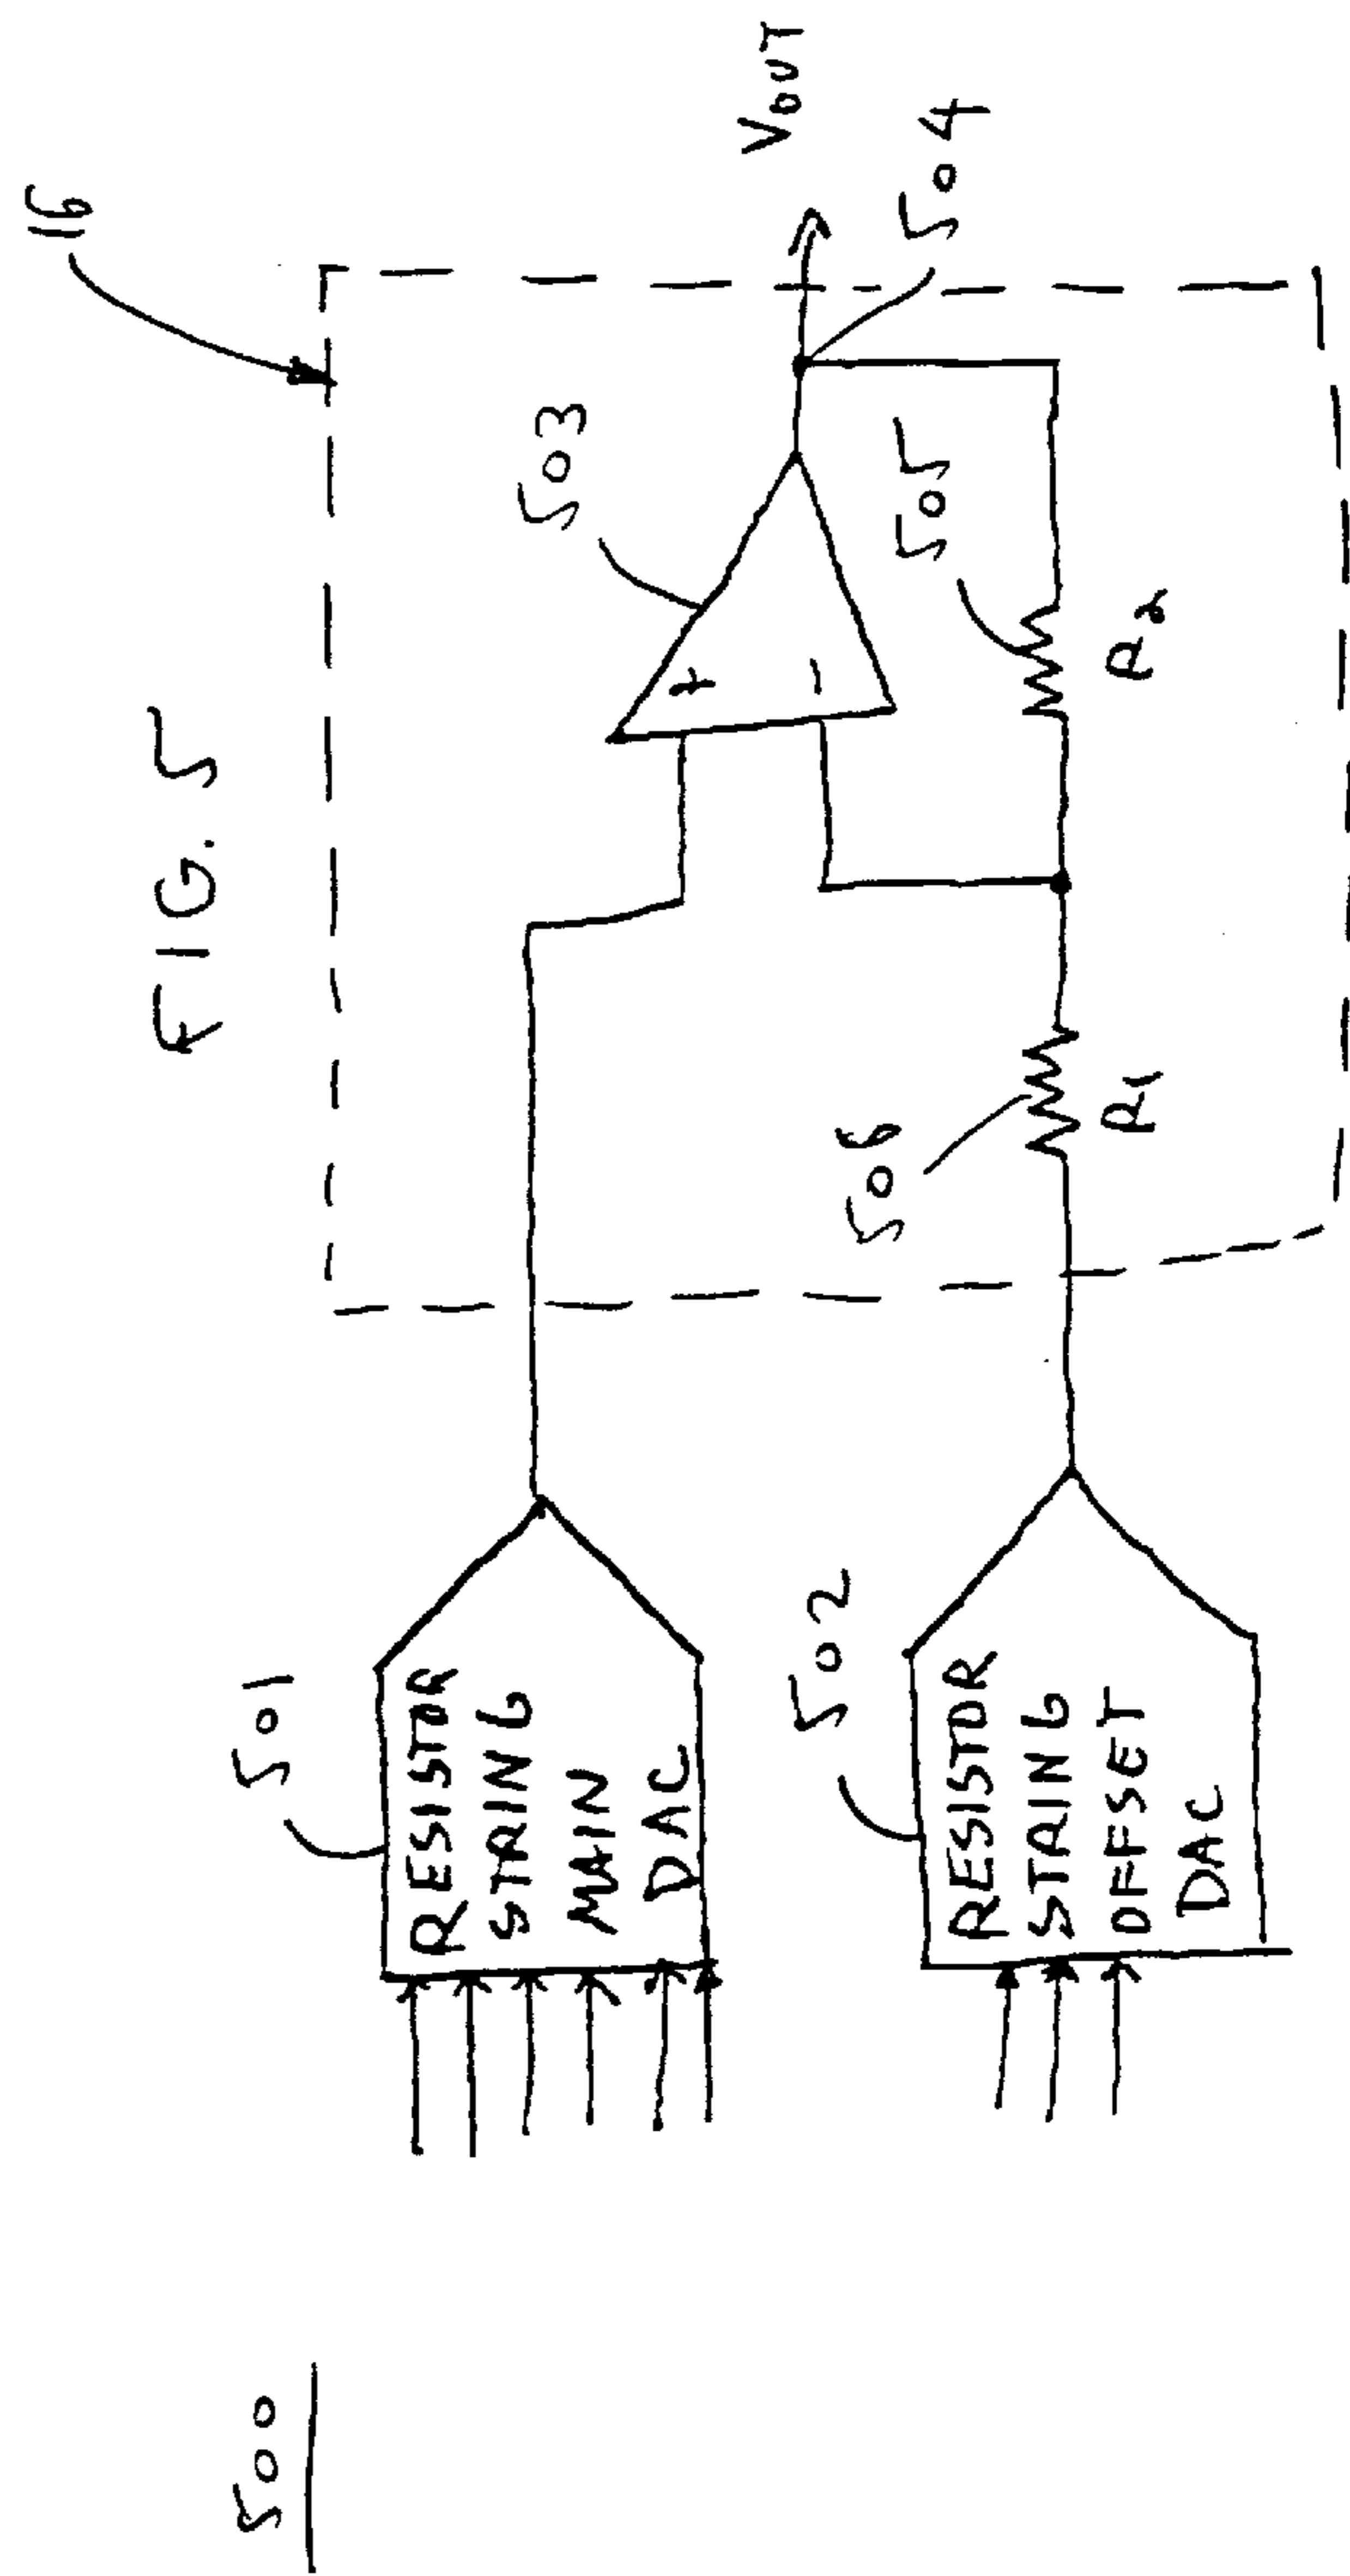 FIG. 5
16
500
501
RESISTOR
STRING
MAIN
DAC
502
RESISTOR
STRING
OFFSET
DAC
503
+
−
504
VOUT
505
R2
506
R1